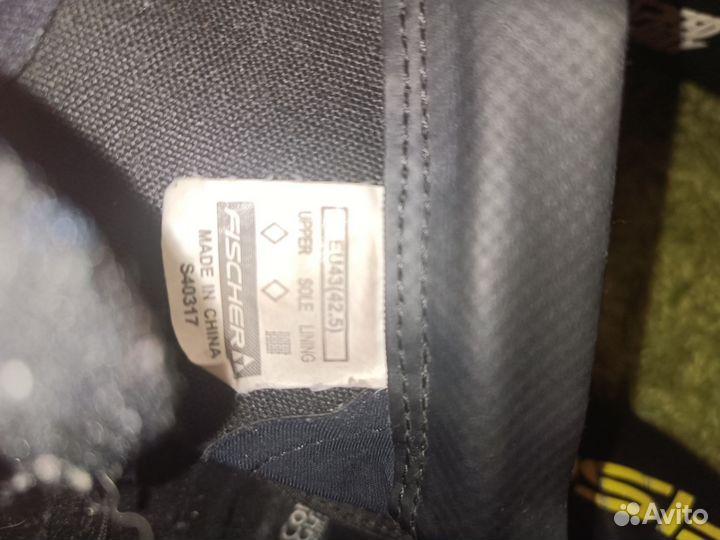 EU43(42.5)
UPPER SOLE LINING
FISCHER
MADE IN CHINA
S40317
Avito